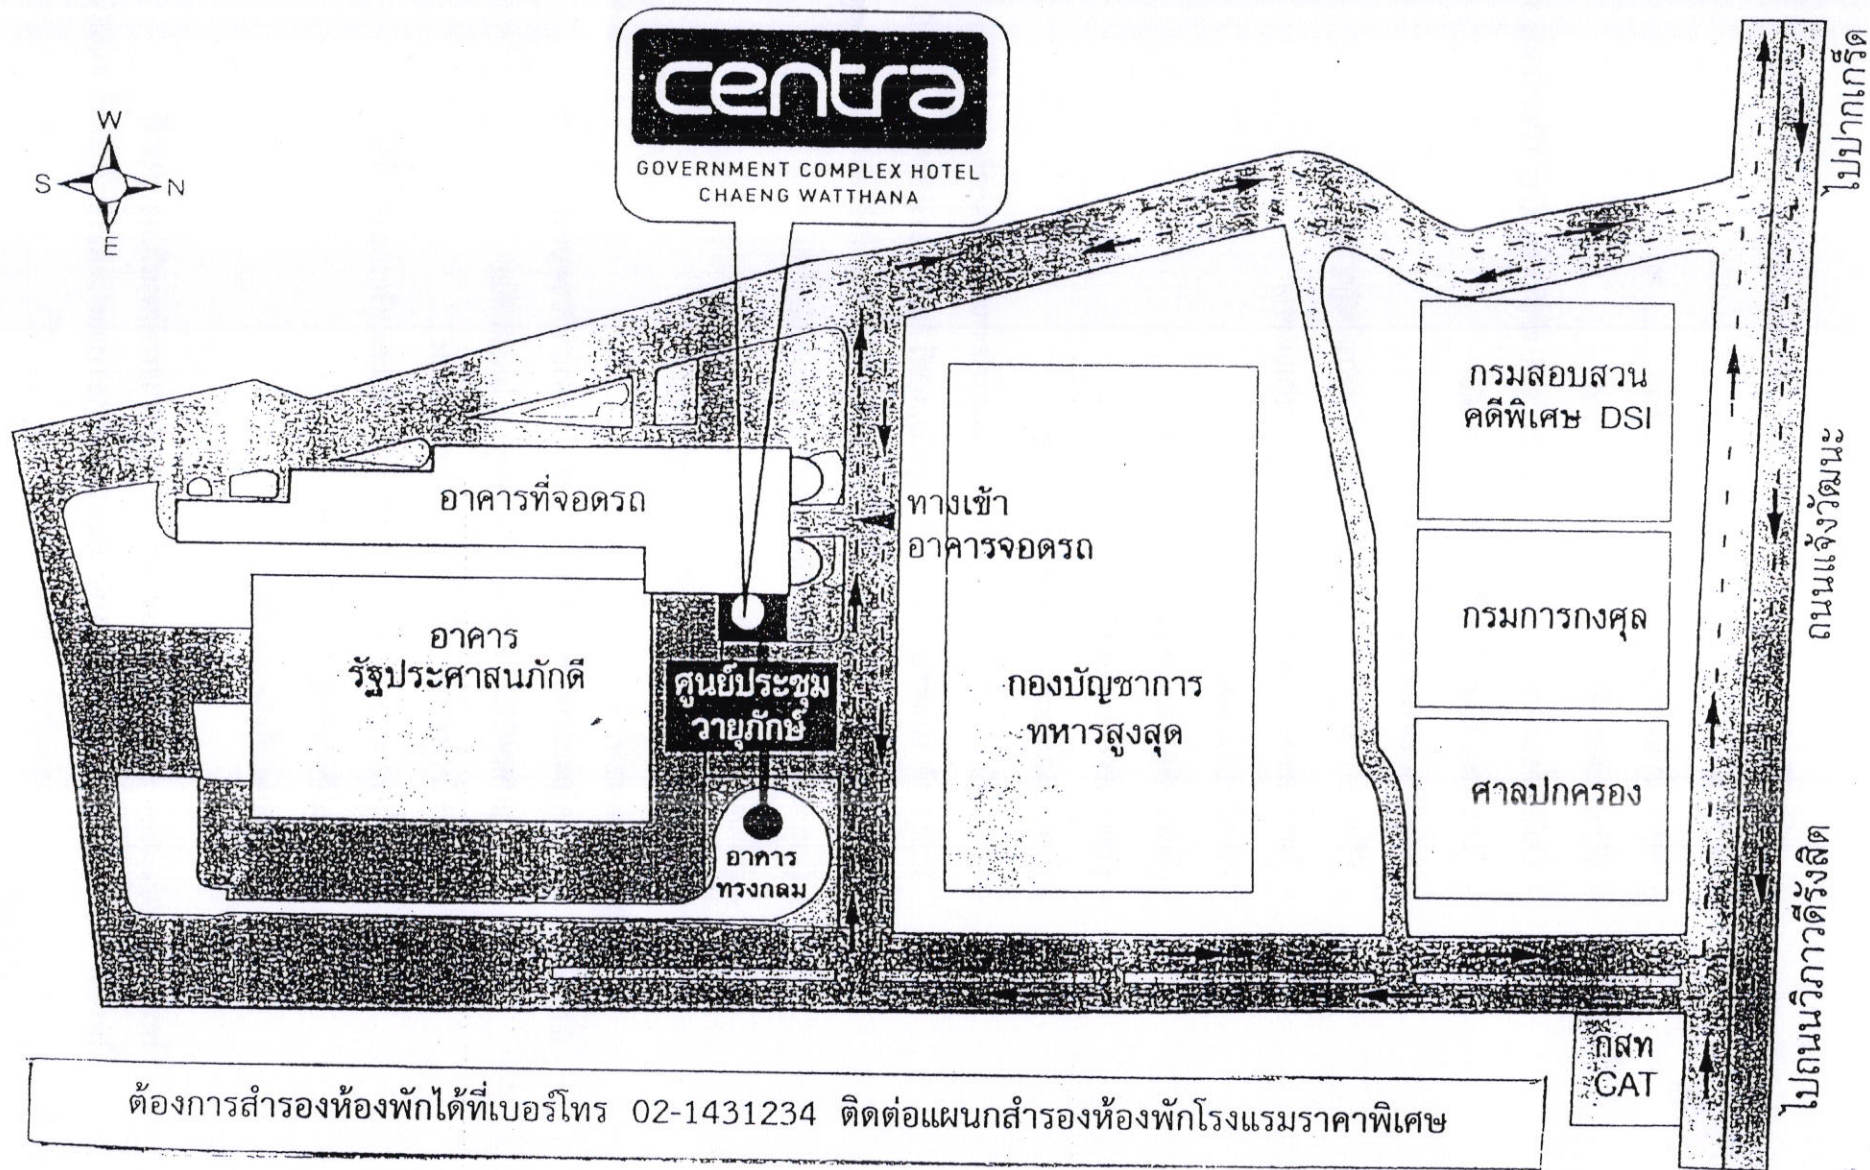 centra
GOVERNMENT COMPLEX HOTEL
CHAENG WATTHANA
W
S
N
E
ไปปากเกร็ด
กรมสอบสวน
คดีพิเศษ DSI
อาคารที่จอดรถ
ทางเข้า
อาคารจอดรถ
ถนนแจ้งวัฒนะ
อาคาร
รัฐประศาสนภักดี
ศูนย์ประชุม
วายุภักษ์
กองบัญชาการ
ทหารสูงสุด
กรมการกงศุล
ศาลปกครอง
อาคาร
ทรงกลม
ไปถนนวิภาวดีรังสิต
กสท
CAT
ต้องการสำรองห้องพักได้ที่เบอร์โทร 02-1431234 ติดต่อแผนกสำรองห้องพักโรงแรมราคาพิเศษ